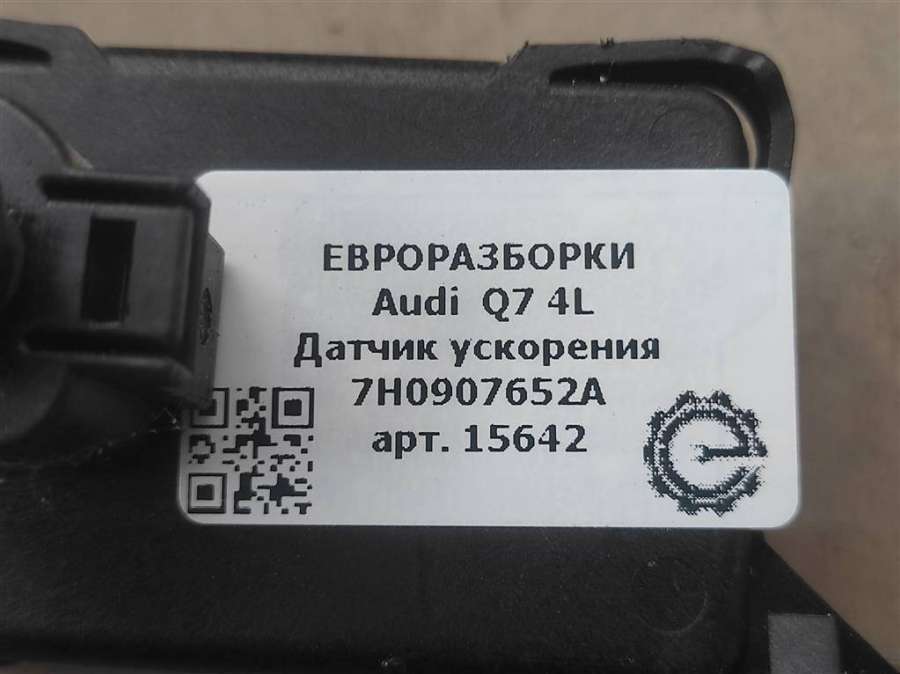 ЕВРОРАЗБОРКИ
Audi Q7 4L
Датчик ускорения
7H0907652A
арт. 15642